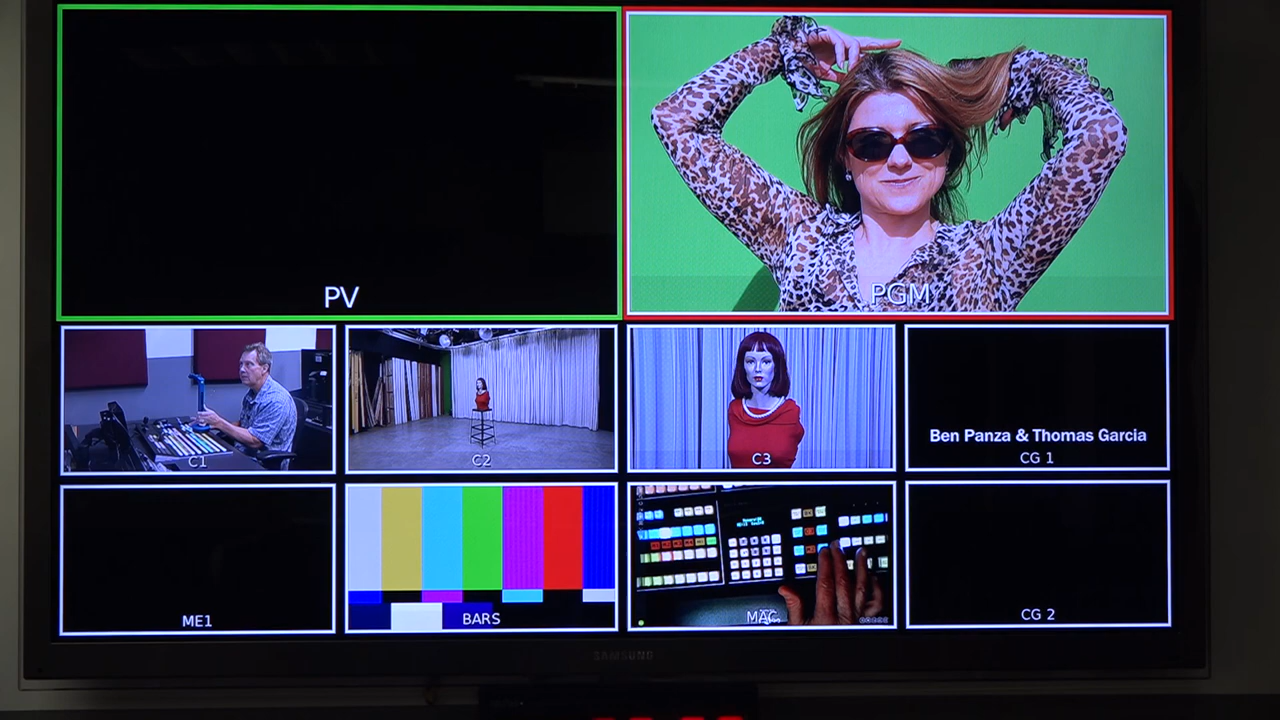 PV
PGM
C1
C2
C3
Ben Panza & Thomas Garcia
CG 1
ME1
BARS
MAC
CG 2
SAMSUNG